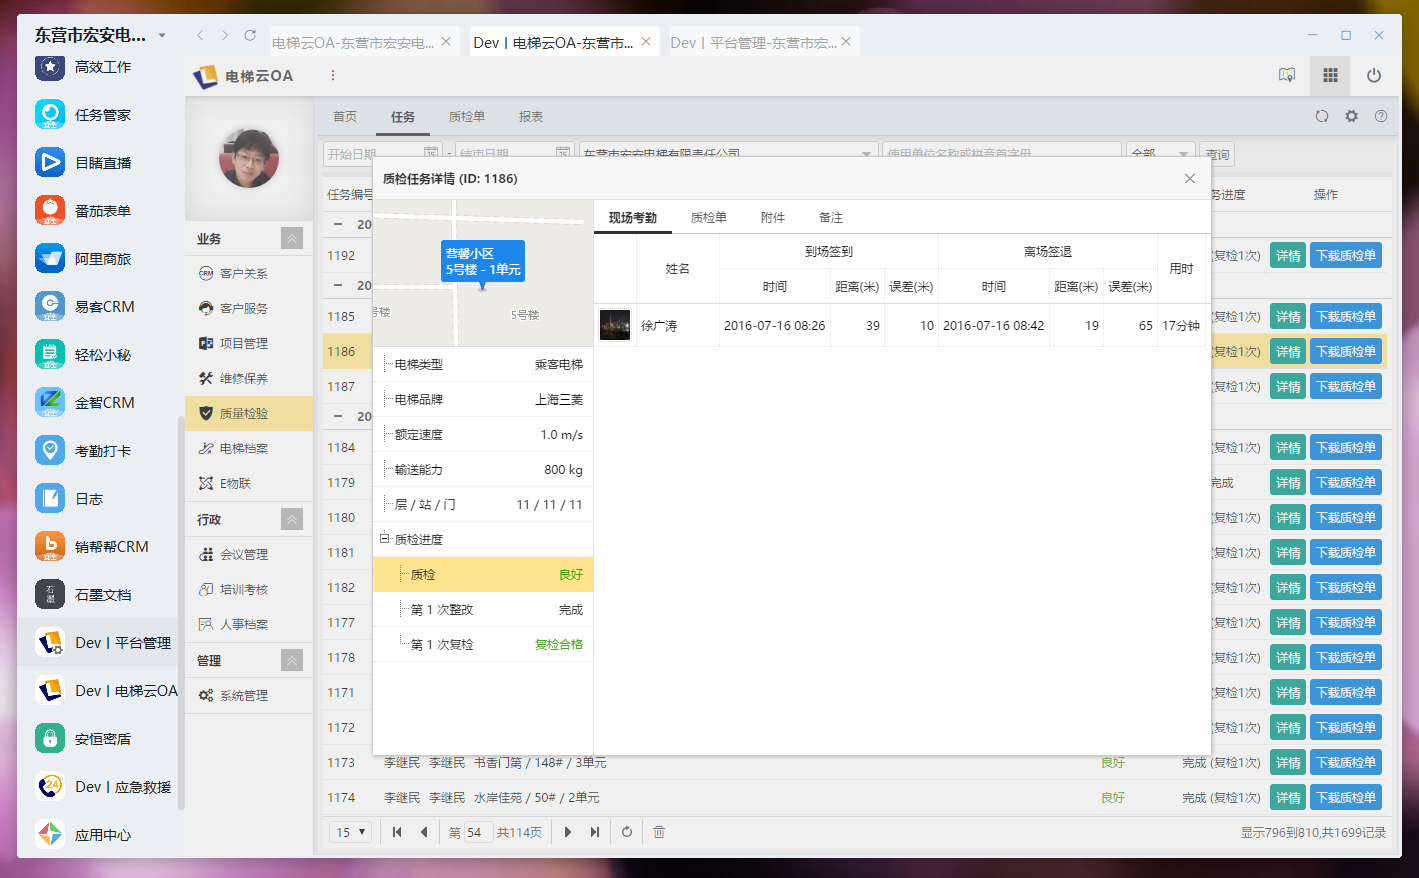 东营市宏安电...
电梯云OA-东营市宏安电...
Dev丨电梯云OA-东营市...
Dev丨平台管理-东营市宏...
高效工作
任务管家
目睹直播
番茄表单
阿里商旅
易客CRM
轻松小秘
金智CRM
考勤打卡
日志
销帮帮CRM
石墨文档
Dev丨平台管理
Dev丨电梯云OA
安恒密盾
Dev丨应急救援
应用中心
电梯云OA
业务
客户关系
客户服务
项目管理
维修保养
质量检验
电梯档案
E物联
行政
会议管理
培训考核
人事档案
管理
系统管理
首页 任务 质检单 报表
开始日期 - 结束日期 东营市宏安电梯有限责任公司 使用单位名称或拼音首字母 全部 查询
任务编号 务进度 操作
20
1192 (复检1次) 详情 下载质检单
20
1185 (复检1次) 详情 下载质检单
1186 (复检1次) 详情 下载质检单
1187 (复检1次) 详情 下载质检单
20
1184 (复检1次) 详情 下载质检单
1179 完成 详情 下载质检单
1180 (复检1次) 详情 下载质检单
1181 (复检1次) 详情 下载质检单
1182 (复检1次) 详情 下载质检单
1177 (复检1次) 详情 下载质检单
1178 (复检1次) 详情 下载质检单
1171 (复检1次) 详情 下载质检单
1172 (复检1次) 详情 下载质检单
1173 李继民 李继民 书香门第 / 148# / 3单元 良好 完成 (复检1次) 详情 下载质检单
1174 李继民 李继民 水岸佳苑 / 50# / 2单元 良好 完成 (复检1次) 详情 下载质检单
15 第 54 共114页 显示796到810,共1699记录
质检任务详情 (ID: 1186)
营馨小区
5号楼 - 1单元
号楼
5号楼
电梯类型 乘客电梯
电梯品牌 上海三菱
额定速度 1.0 m/s
输送能力 800 kg
层 / 站 / 门 11 / 11 / 11
质检进度
质检 良好
第 1 次整改 完成
第 1 次复检 复检合格
现场考勤 质检单 附件 备注
姓名 到场签到 离场签退 用时
时间 距离(米) 误差(米) 时间 距离(米) 误差(米)
徐广涛 2016-07-16 08:26 39 10 2016-07-16 08:42 19 65 17分钟